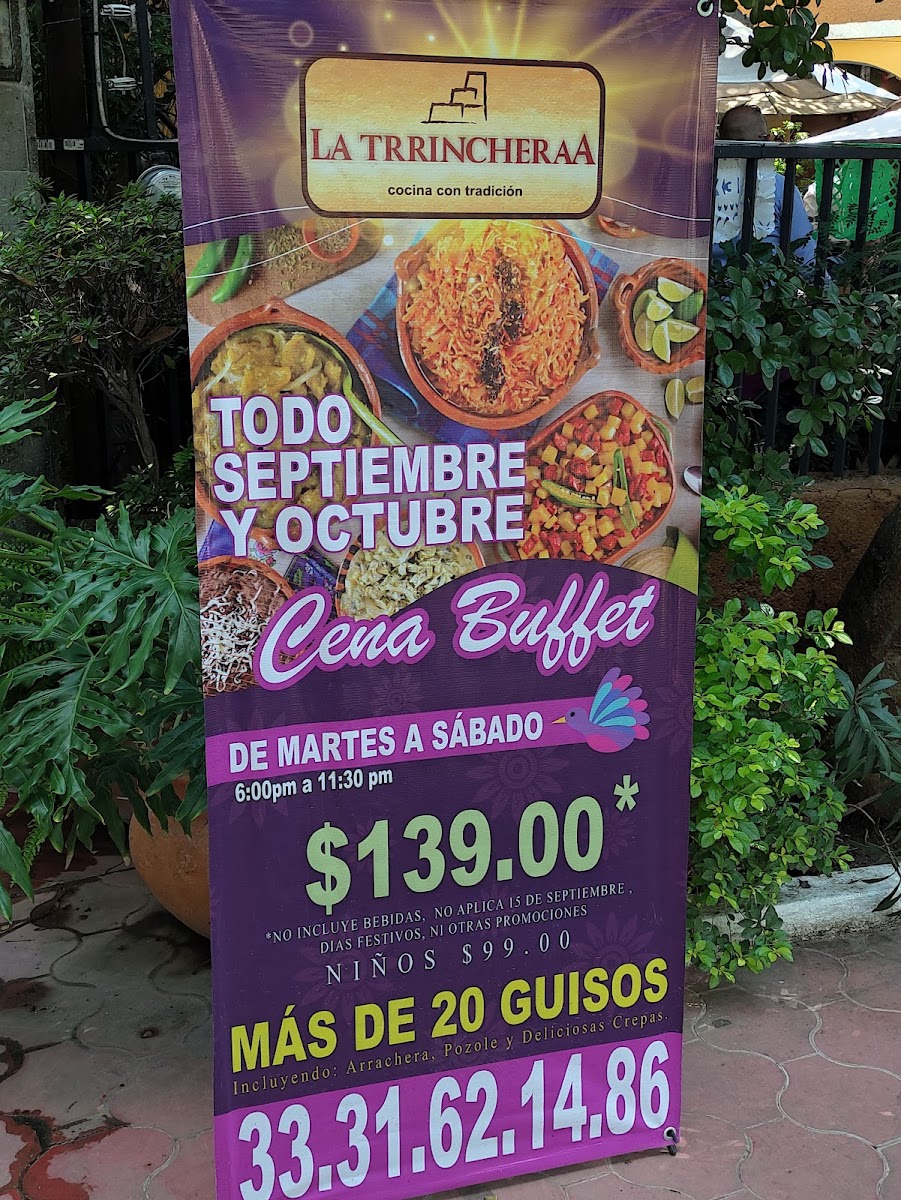 LA TRRINCHERAA
cocina con tradición
TODO
SEPTIEMBRE
Y OCTUBRE
Cena Buffet
DE MARTES A SÁBADO
6:00pm a 11:30 pm
$139.00*
*NO INCLUYE BEBIDAS, NO APLICA 15 DE SEPTIEMBRE,
DIAS FESTIVOS, NI OTRAS PROMOCIONES
NIÑOS $99.00
MÁS DE 20 GUISOS
Incluyendo: Arrachera, Pozole y Deliciosas Crepas.
33.31.62.14.86